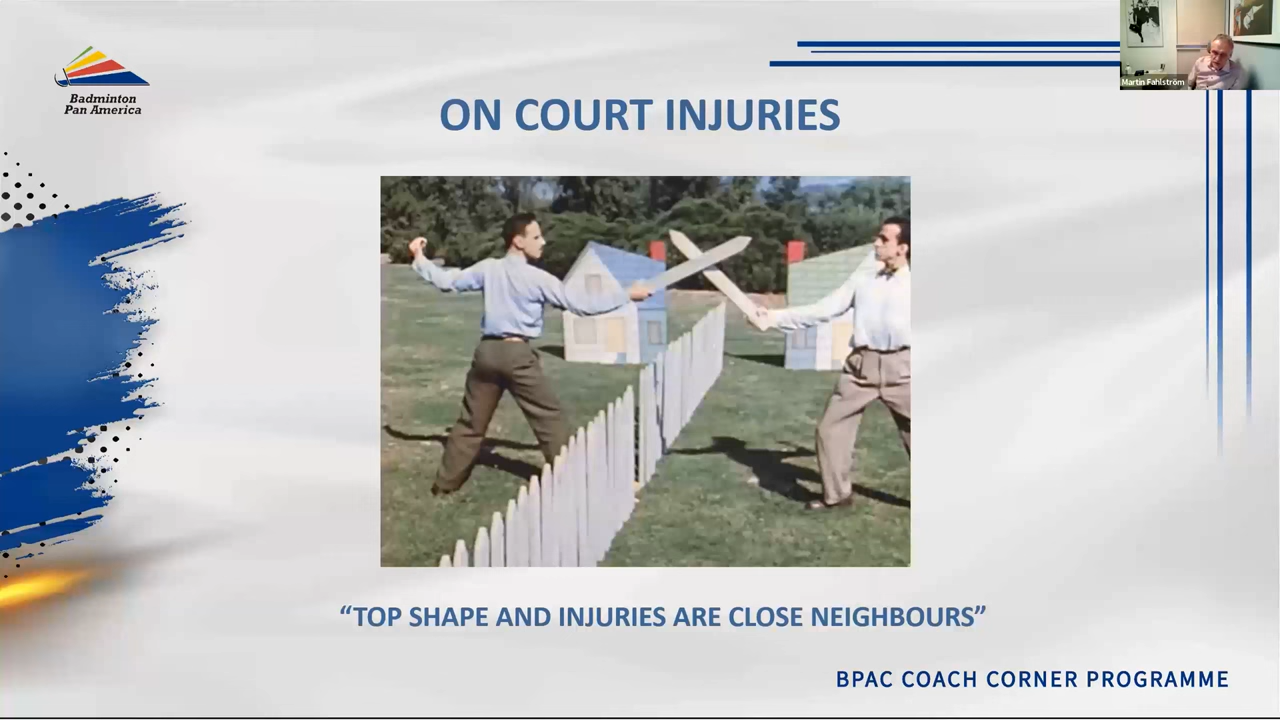 Martin Fahlström
Badminton
Pan America
ON COURT INJURIES
“TOP SHAPE AND INJURIES ARE CLOSE NEIGHBOURS”
BPAC COACH CORNER PROGRAMME